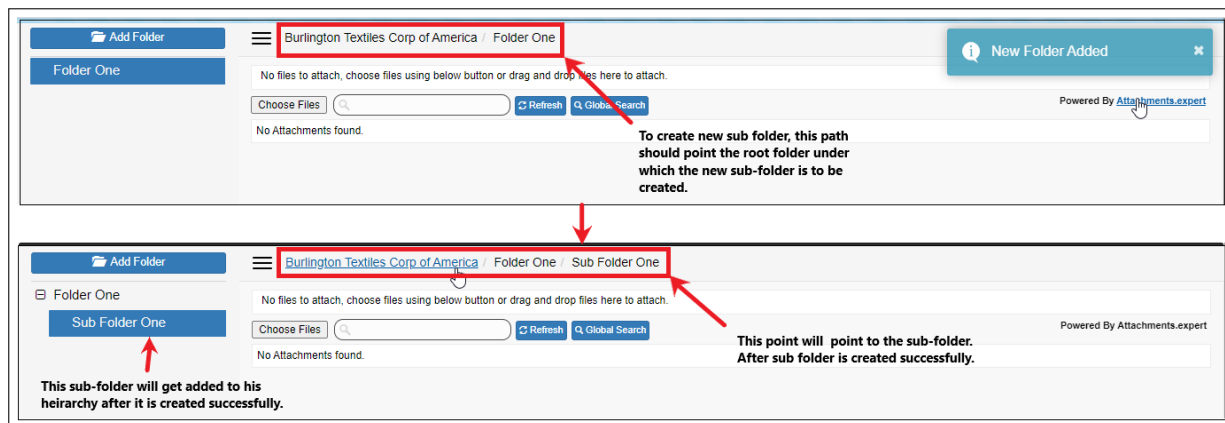 Add Folder
Burlington Textiles Corp of America / Folder One
New Folder Added ×
Folder One
No files to attach, choose files using below button or drag and drop files here to attach.
Choose Files
Refresh
Global Search
Powered By Attachments.expert
No Attachments found.
To create new sub folder, this path
should point the root folder under
which the new sub-folder is to be
created.
Add Folder
Burlington Textiles Corp of America / Folder One / Sub Folder One
Folder One
Sub Folder One
No files to attach, choose files using below button or drag and drop files here to attach.
Choose Files
Refresh
Global Search
Powered By Attachments.expert
No Attachments found.
This point will point to the sub-folder.
After sub folder is created successfully.
This sub-folder will get added to his
heirarchy after it is created successfully.